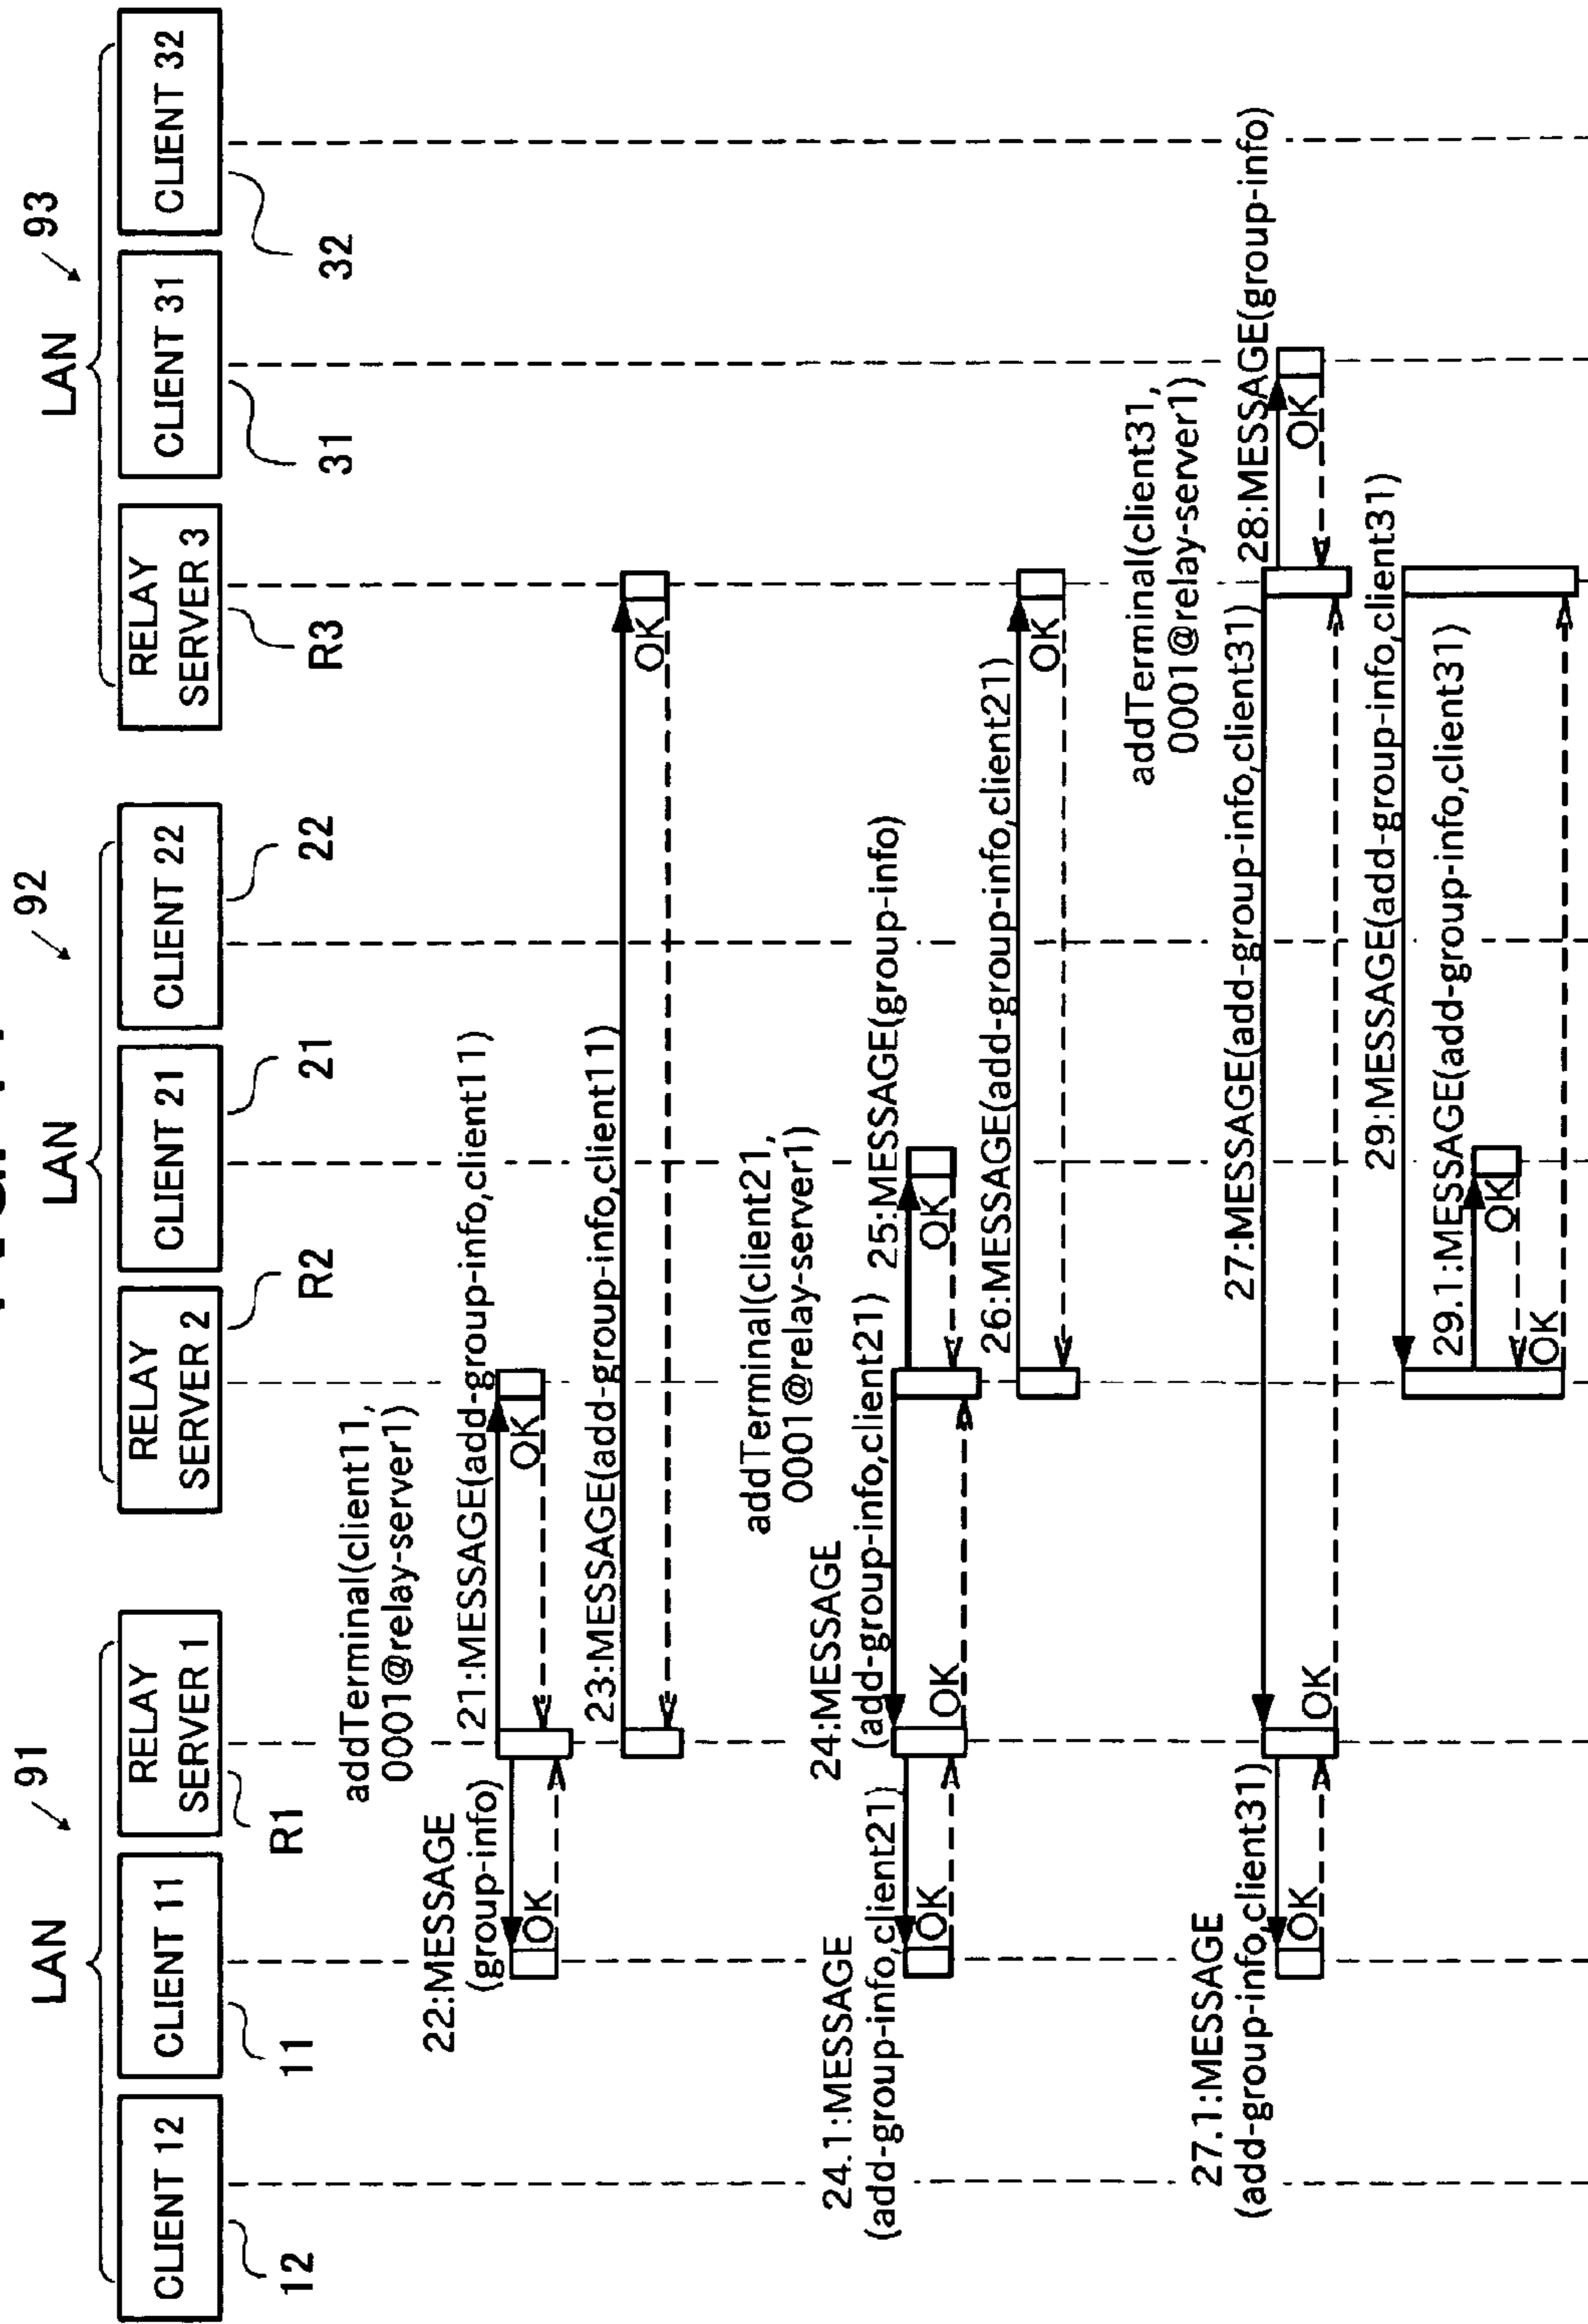 LAN
91
LAN
92
LAN
93
CLIENT 12
CLIENT 11
RELAY
SERVER 1
RELAY
SERVER 2
CLIENT 21
CLIENT 22
RELAY
SERVER 3
CLIENT 31
CLIENT 32
12
11
R1
R2
21
22
R3
31
32
addTerminal(client11,
0001@relay-server1)
22:MESSAGE
(group-info)
21:MESSAGE(add-group-info,client11)
OK
OK
23:MESSAGE(add-group-info,client11)
OK
addTerminal(client21,
0001@relay-server1)
24:MESSAGE
(add-group-info,client21)
25:MESSAGE(group-info)
24.1:MESSAGE
(add-group-info,client21)
OK
OK
OK
26:MESSAGE(add-group-info,client21)
OK
addTerminal(client31,
0001@relay-server1)
27:MESSAGE(add-group-info,client31)
28:MESSAGE(group-info)
27.1:MESSAGE
(add-group-info,client31)
OK
OK
OK
29:MESSAGE(add-group-info,client31)
29.1:MESSAGE(add-group-info,client31)
OK
OK